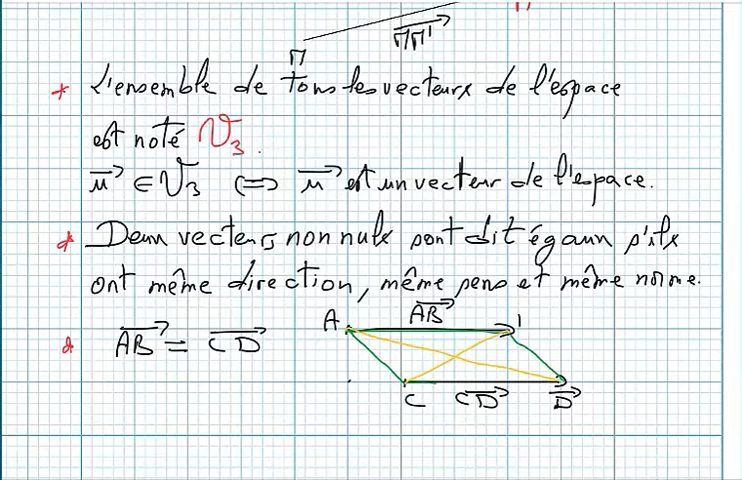 M
MM'
* L'ensemble de tous les vecteurs de l'espace
est noté V3.
u ∈ V3 <=> u est un vecteur de l'espace.
* Deux vecteurs non nuls sont dit égaux s'ils
ont même direction, même sens et même norme.
* AB = CD
A AB
C CD D